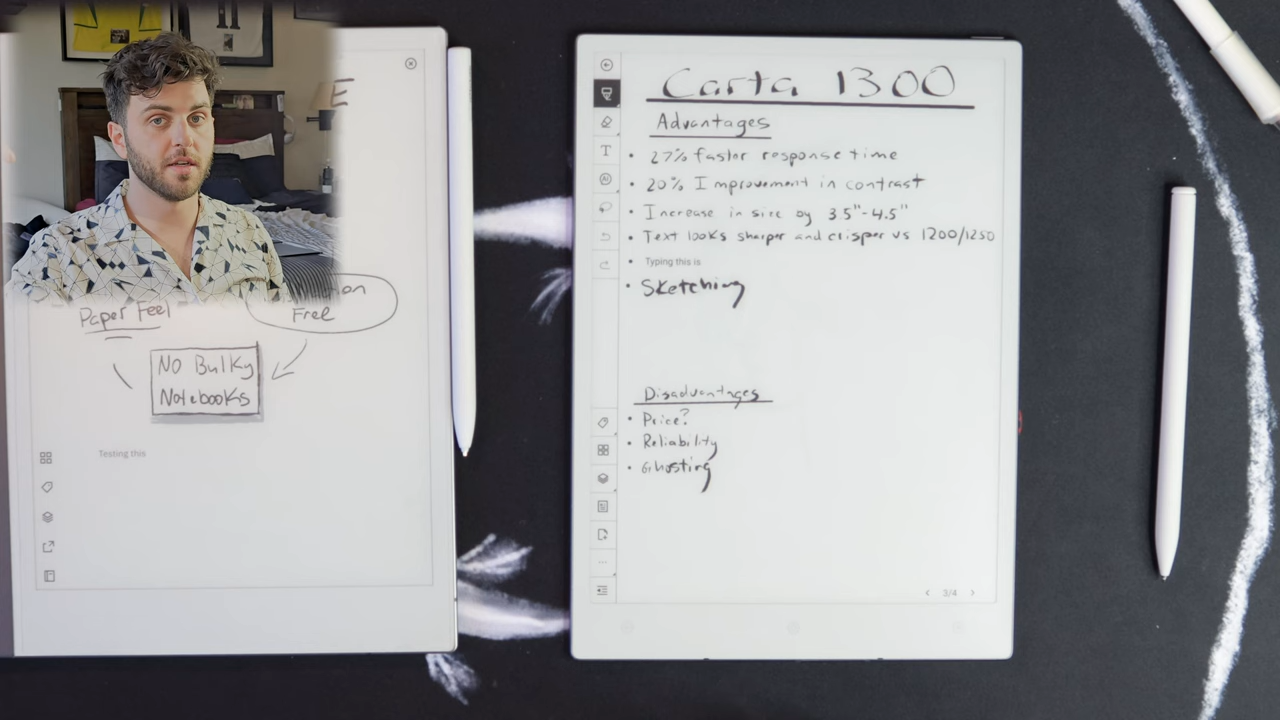 E
Paper Feel
Free
No Bulky
Notebooks
Testing this
Carta 1300
Advantages
• 27% faster response time
• 20% Improvement in contrast
• Increase in size by 3.5"-4.5"
• Text looks sharper and crisper vs 1200/1250
• Typing this is
• Sketching
Disadvantages
• Price?
• Reliability
• Ghosting
T
AI
< 3/4 >
11